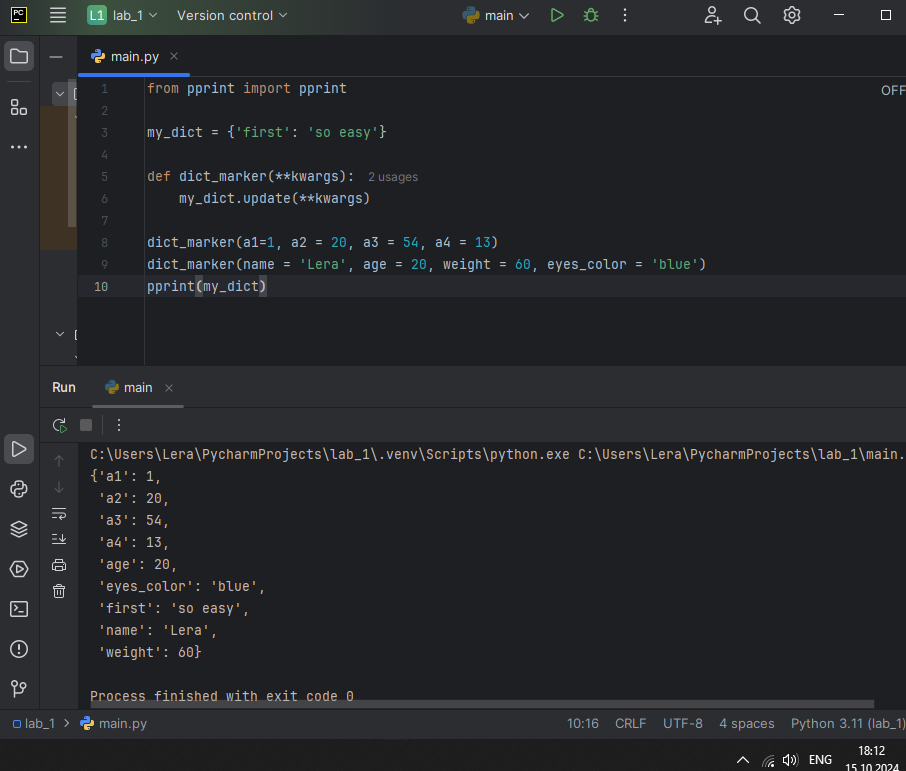 PC L1 lab_1 Version control main
main.py
OFF
1 from pprint import pprint
2
3 my_dict = {'first': 'so easy'}
4
5 def dict_marker(**kwargs): 2 usages
6 my_dict.update(**kwargs)
7
8 dict_marker(a1=1, a2 = 20, a3 = 54, a4 = 13)
9 dict_marker(name = 'Lera', age = 20, weight = 60, eyes_color = 'blue')
10 pprint(my_dict)
Run main
C:\Users\Lera\PycharmProjects\lab_1\.venv\Scripts\python.exe C:\Users\Lera\PycharmProjects\lab_1\main.
{'a1': 1,
'a2': 20,
'a3': 54,
'a4': 13,
'age': 20,
'eyes_color': 'blue',
'first': 'so easy',
'name': 'Lera',
'weight': 60}
Process finished with exit code 0
lab_1 > main.py 10:16 CRLF UTF-8 4 spaces Python 3.11 (lab_1)
ENG 18:12
15.10.2024